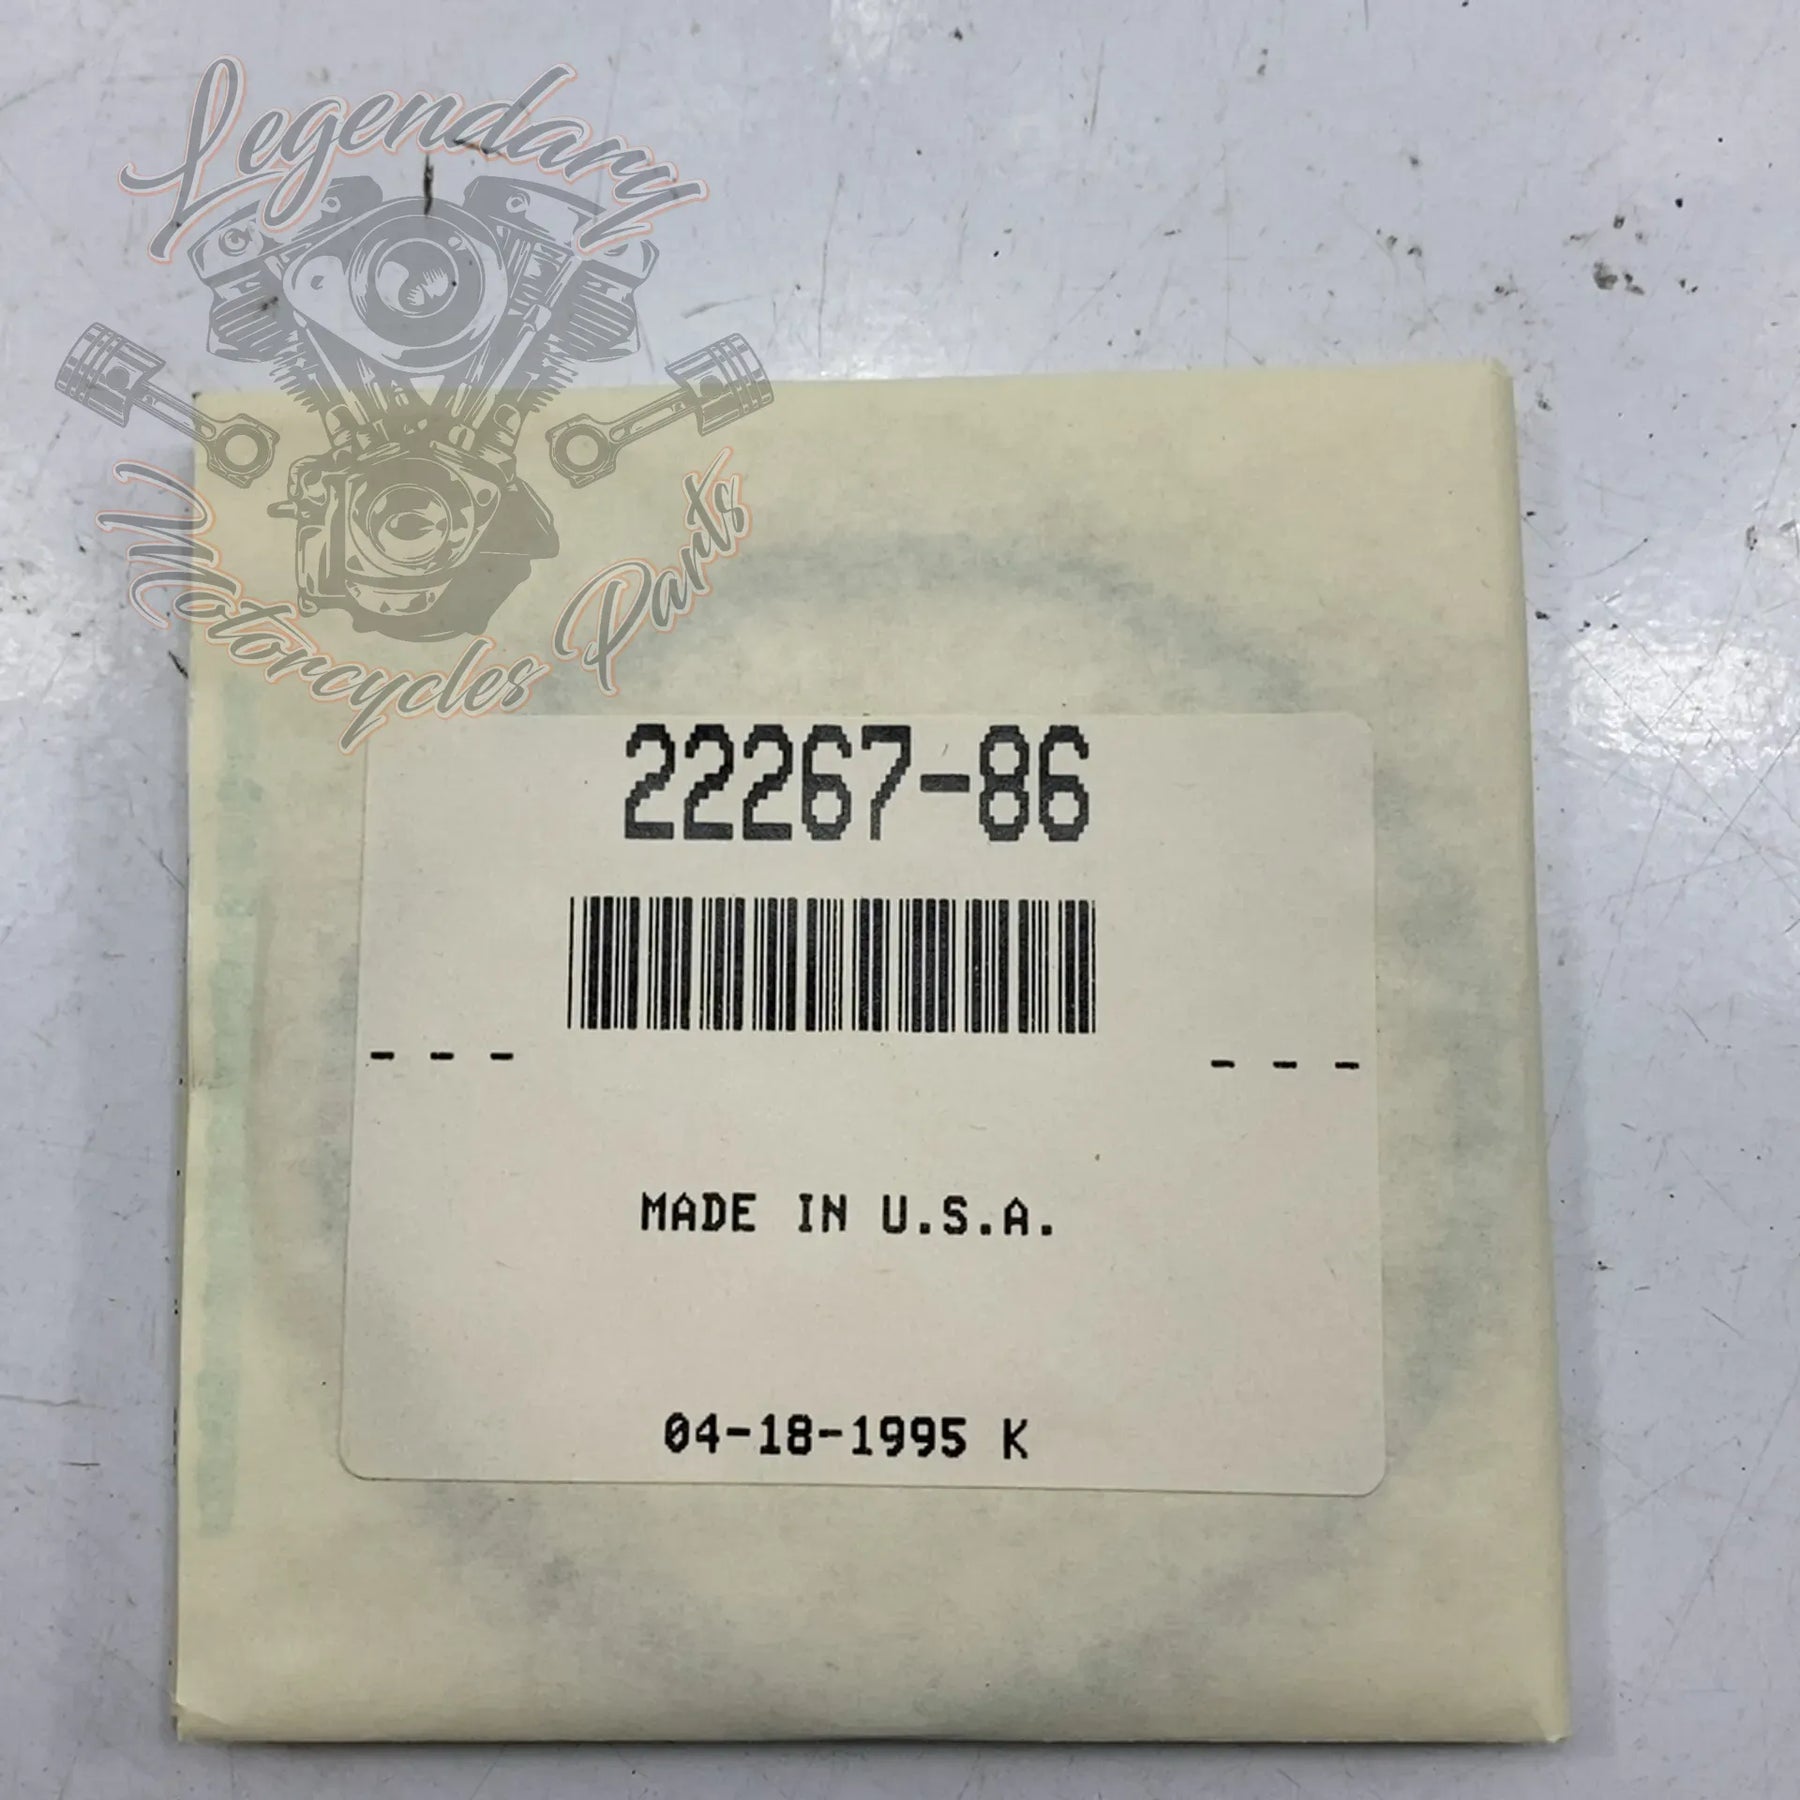 Legendary
Motorcycles Parts
22267-86
- - - - - -
MADE IN U.S.A.
04-18-1995 K